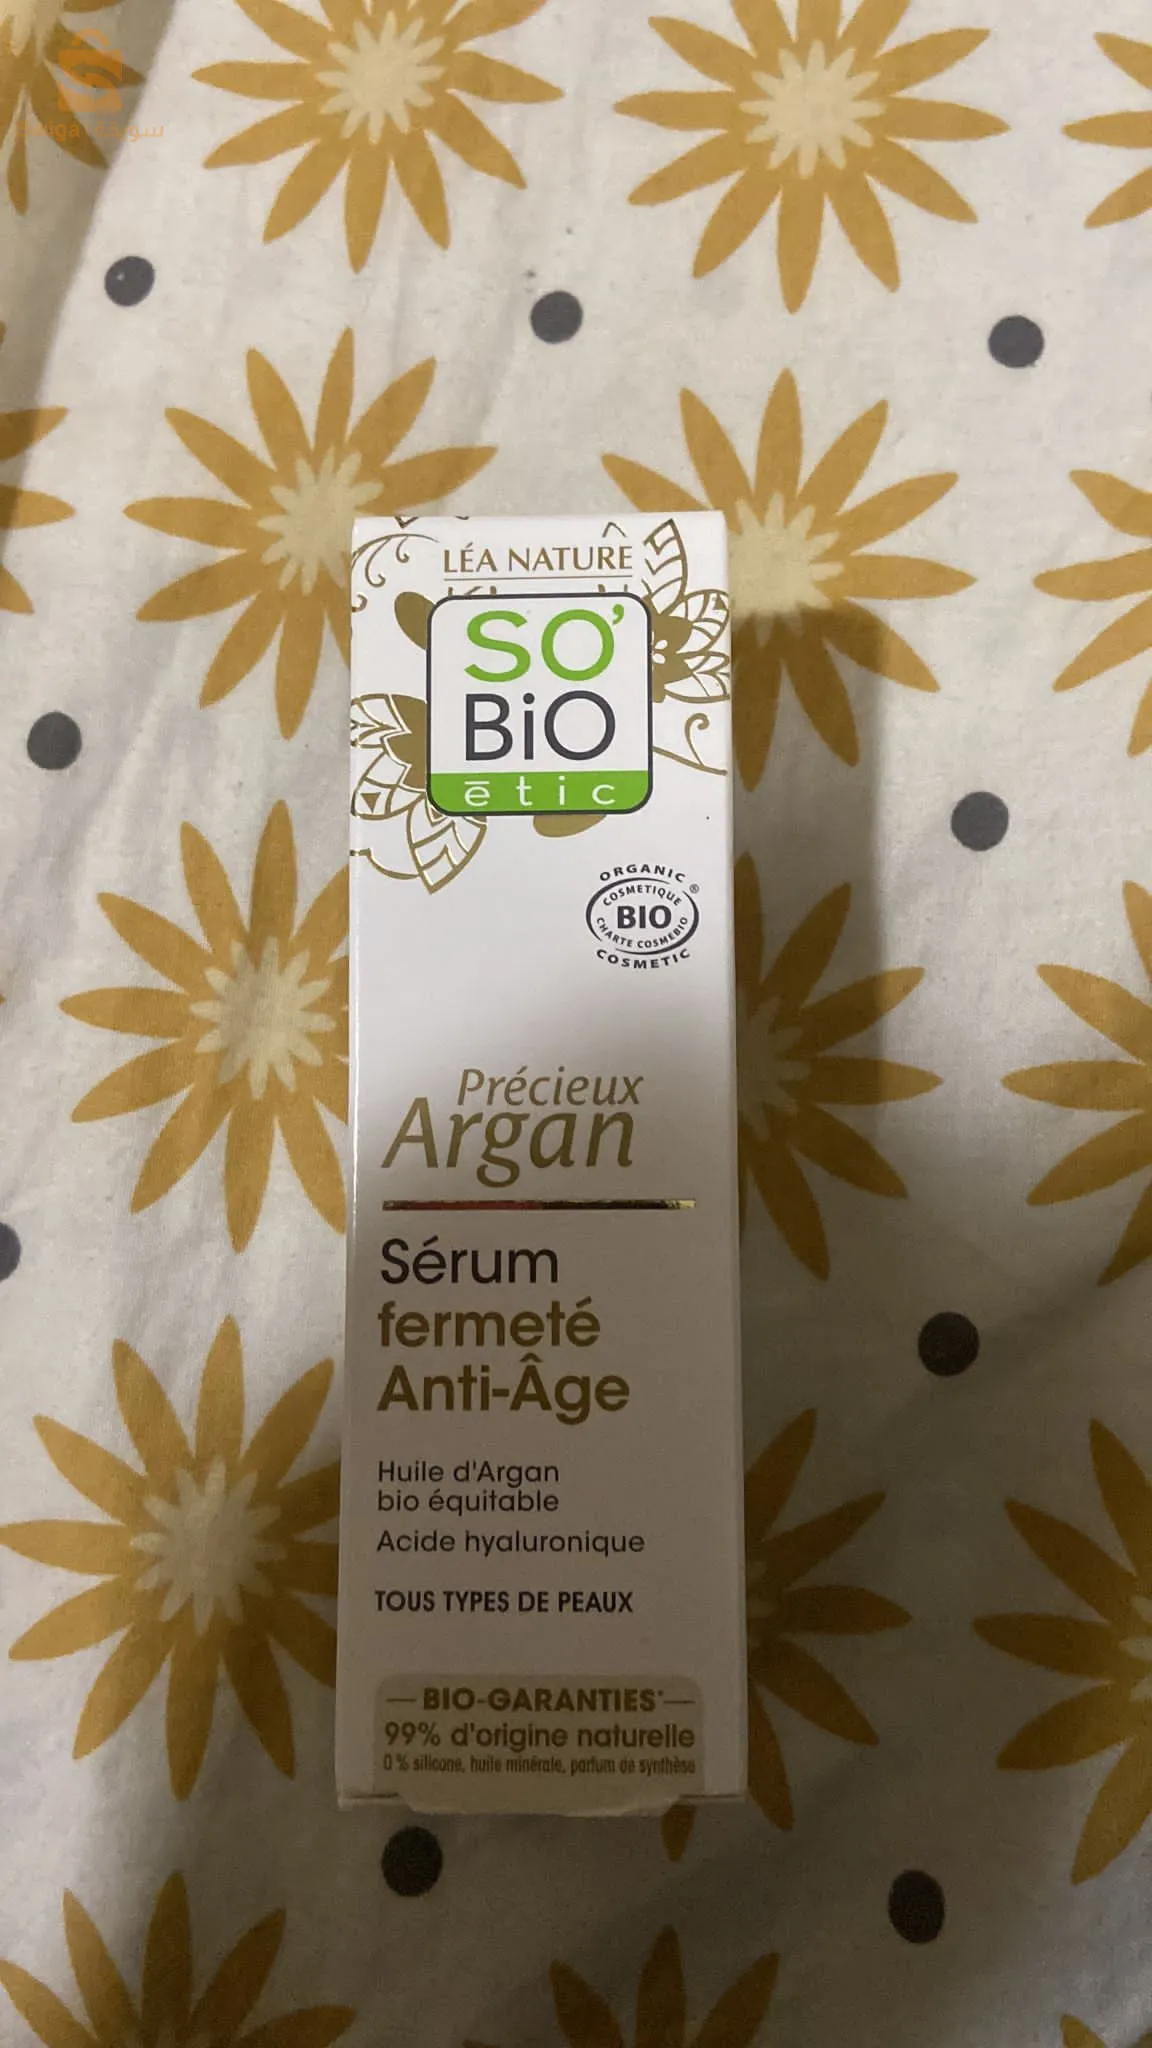 سويقة
LÉA NATURE
SO'
BiO
ētic
ORGANIC
COSMETIQUE
BIO
CHARTE COSMEBIO
COSMETIC
®
Précieux
Argan
Sérum
fermeté
Anti-Âge
Huile d'Argan
bio équitable
Acide hyaluronique
TOUS TYPES DE PEAUX
BIO-GARANTIES*
99% d'origine naturelle
0 % silicone, huile minérale, parfum de synthèse